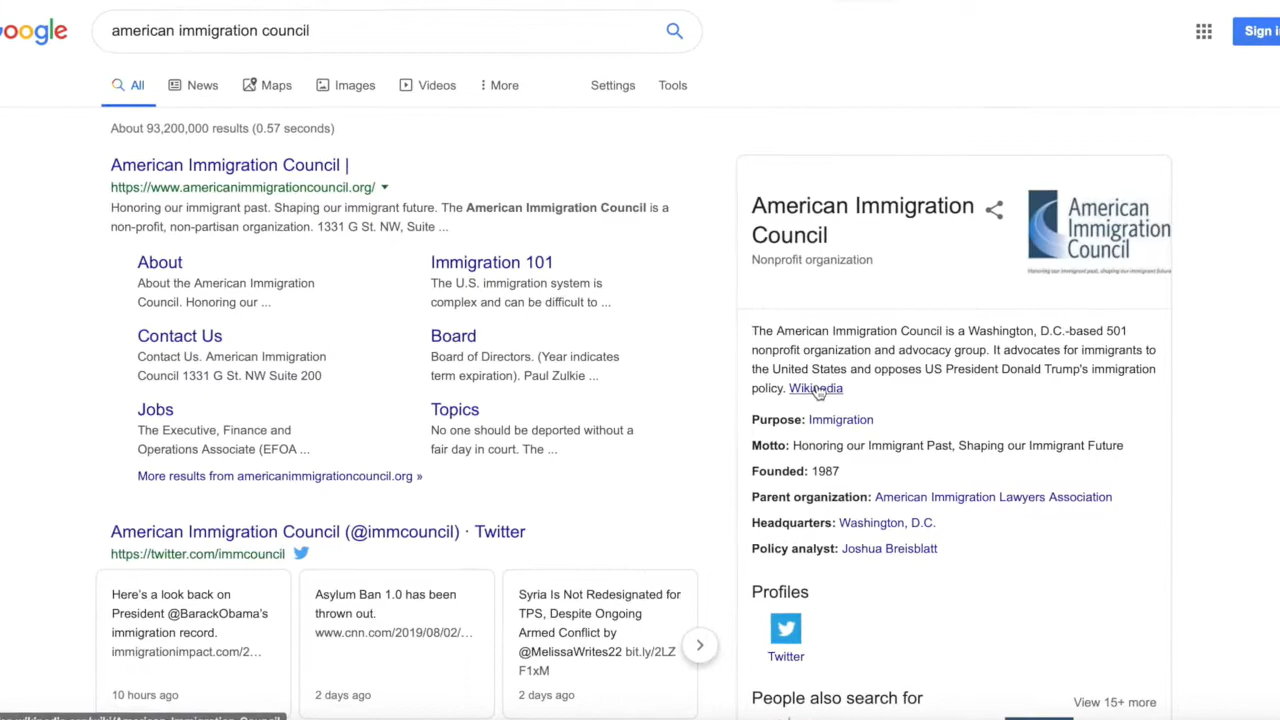 oogle
american immigration council
Sign i
All
News
Maps
Images
Videos
More
Settings
Tools
About 93,200,000 results (0.57 seconds)
American Immigration Council |
https://www.americanimmigrationcouncil.org/
Honoring our immigrant past. Shaping our immigrant future. The American Immigration Council is a
non-profit, non-partisan organization. 1331 G St. NW, Suite ...
About
About the American Immigration
Council. Honoring our ...
Immigration 101
The U.S. immigration system is
complex and can be difficult to ...
Contact Us
Contact Us. American Immigration
Council 1331 G St. NW Suite 200
Board
Board of Directors. (Year indicates
term expiration). Paul Zulkie ...
Jobs
The Executive, Finance and
Operations Associate (EFOA ...
Topics
No one should be deported without a
fair day in court. The ...
More results from americanimmigrationcouncil.org »
American Immigration Council (@immcouncil) · Twitter
https://twitter.com/immcouncil
Here's a look back on
President @BarackObama's
immigration record.
immigrationimpact.com/2...
10 hours ago
Asylum Ban 1.0 has been
thrown out.
www.cnn.com/2019/08/02/...
2 days ago
Syria Is Not Redesignated for
TPS, Despite Ongoing
Armed Conflict by
@MelissaWrites22 bit.ly/2LZ
F1xM
2 days ago
American Immigration
Council
Nonprofit organization
American
Immigration
Council
Honoring our immigrant past, shaping our immigrant future
The American Immigration Council is a Washington, D.C.-based 501
nonprofit organization and advocacy group. It advocates for immigrants to
the United States and opposes US President Donald Trump's immigration
policy. Wikipedia
Purpose: Immigration
Motto: Honoring our Immigrant Past, Shaping our Immigrant Future
Founded: 1987
Parent organization: American Immigration Lawyers Association
Headquarters: Washington, D.C.
Policy analyst: Joshua Breisblatt
Profiles
Twitter
People also search for
View 15+ more